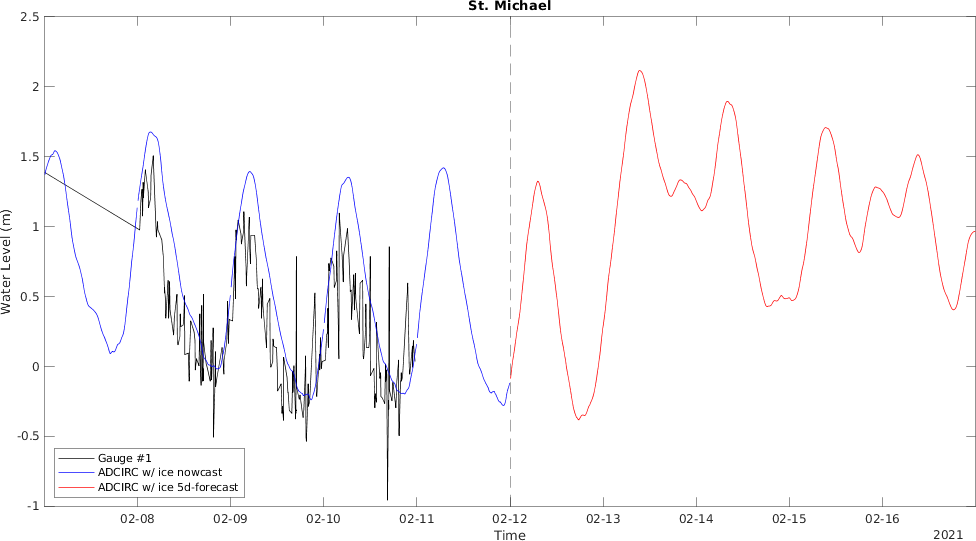 St. Michael
2.5
2
1.5
1
0.5
0
-0.5
-1
Water Level (m)
Gauge #1
ADCIRC w/ ice nowcast
ADCIRC w/ ice 5d-forecast
02-08 02-09 02-10 02-11 02-12 02-13 02-14 02-15 02-16
Time
2021